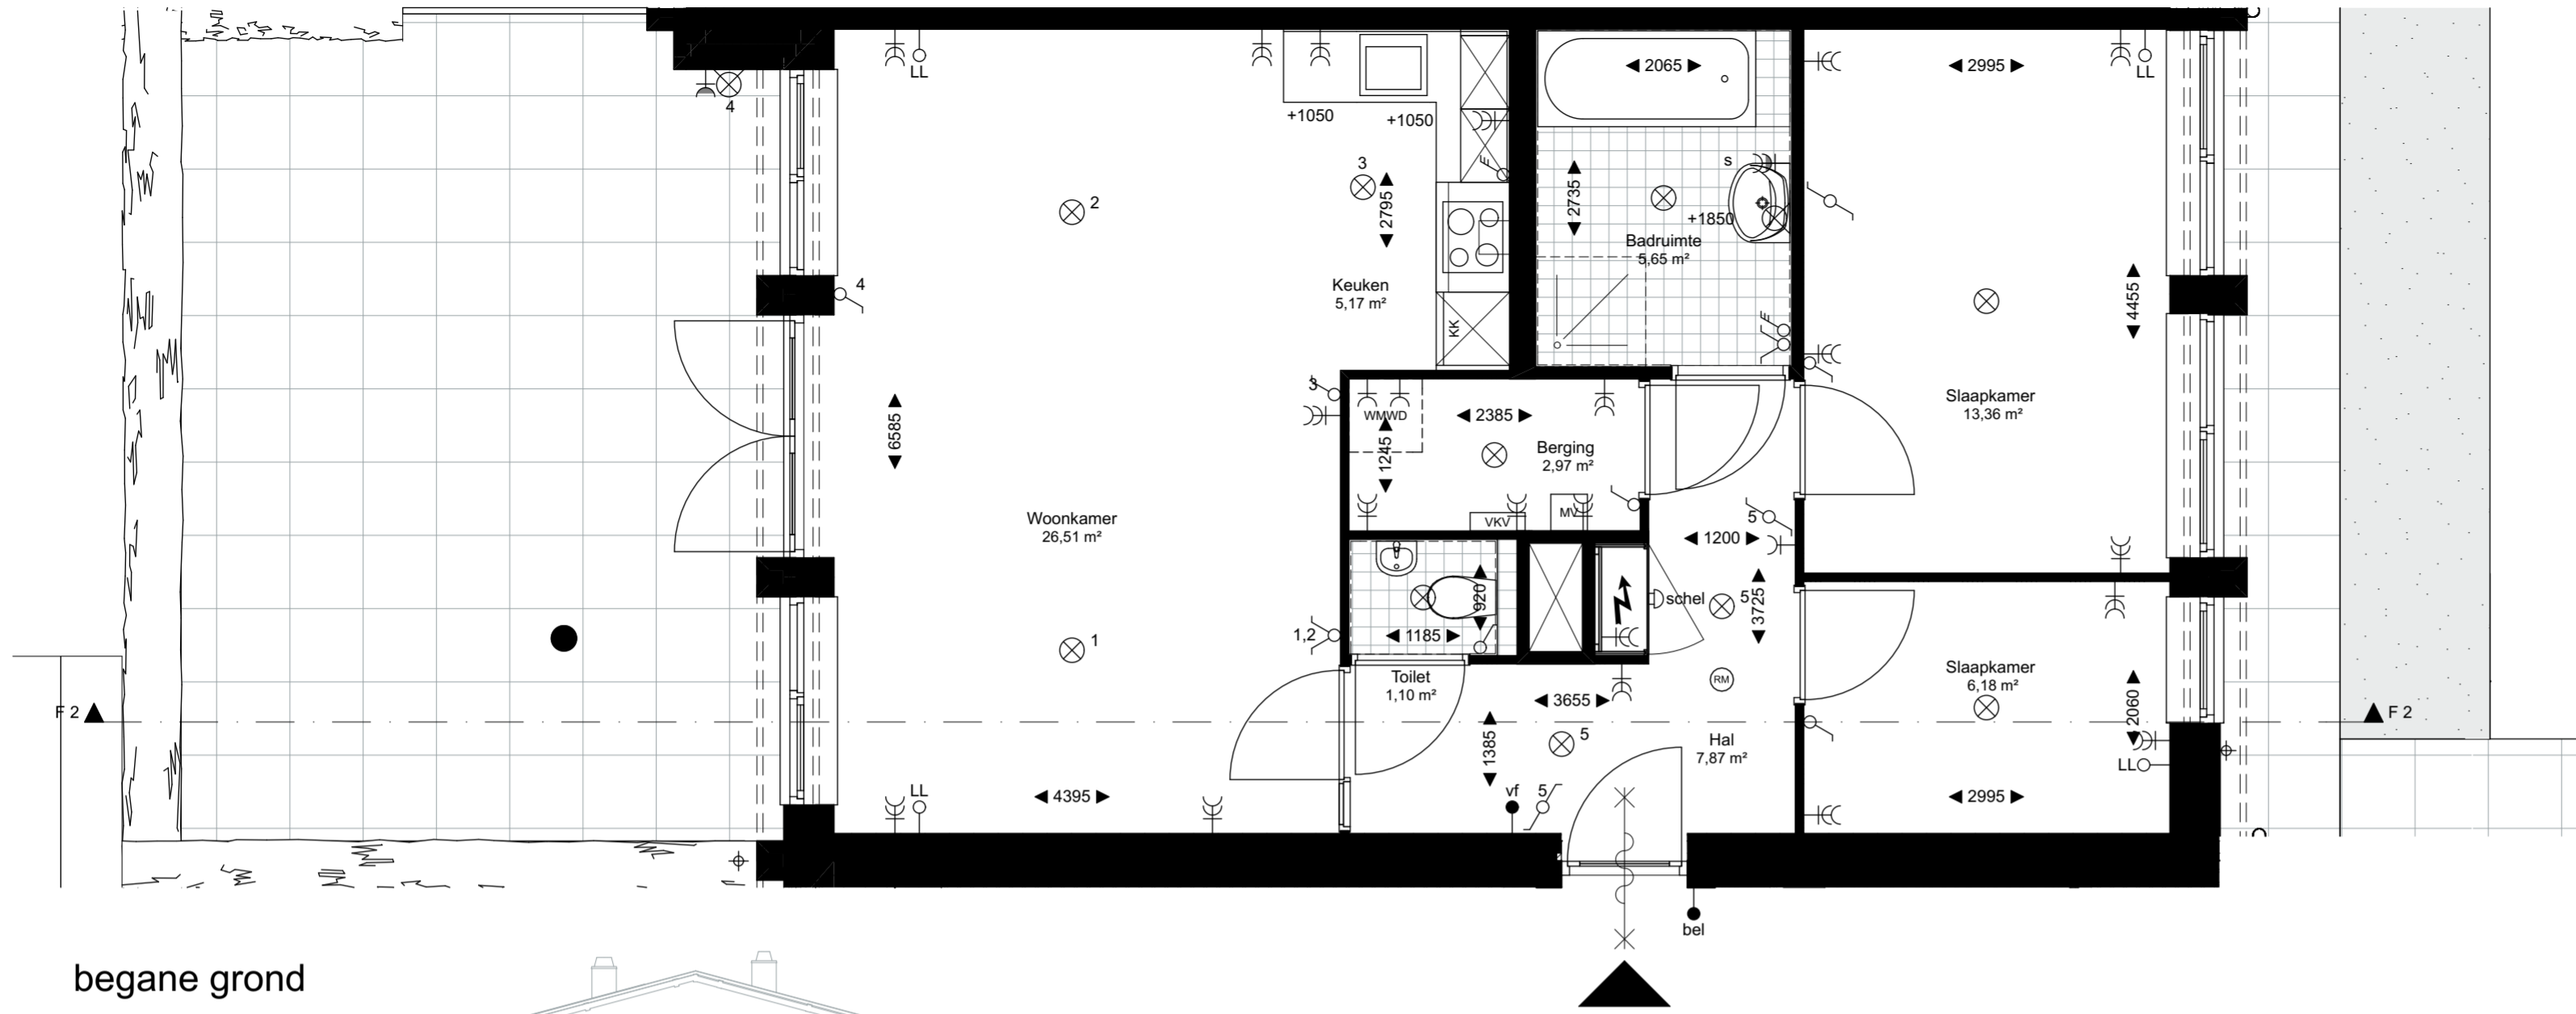 LL
4
+1050
+1050
2065
2995
LL
3
2
2795
2735
s
+1850
Badruimte
5,65 m²
4
Keuken
5,17 m²
KK
4455
3
WMWD
2385
1245
Berging
2,97 m²
Slaapkamer
13,36 m²
6585
Woonkamer
26,51 m²
VKV
MV
5
1200
920
schel
5
3725
1,2
1185
1
Toilet
1,10 m²
RM
3655
Slaapkamer
6,18 m²
F 2
2060
F 2
1385
5
Hal
7,87 m²
LL
LL
4395
vf
5
2995
bel
begane grond